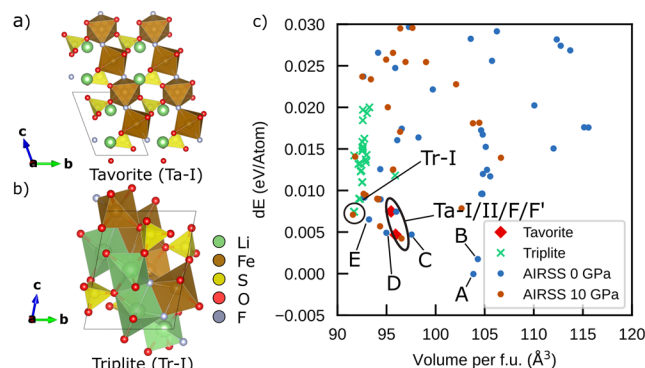 a)
c
a
b
Tavorite (Ta-I)
b)
c
a
b
Triplite (Tr-I)
Li
Fe
S
O
F
c)
dE (eV/Atom)
0.030
0.025
0.020
0.015
0.010
0.005
0.000
−0.005
Tr-I
Ta-I/II/F/F'
E
D
C
B
A
Tavorite
Triplite
AIRSS 0 GPa
AIRSS 10 GPa
90 95 100 105 110 115 120
Volume per f.u. (Å³)